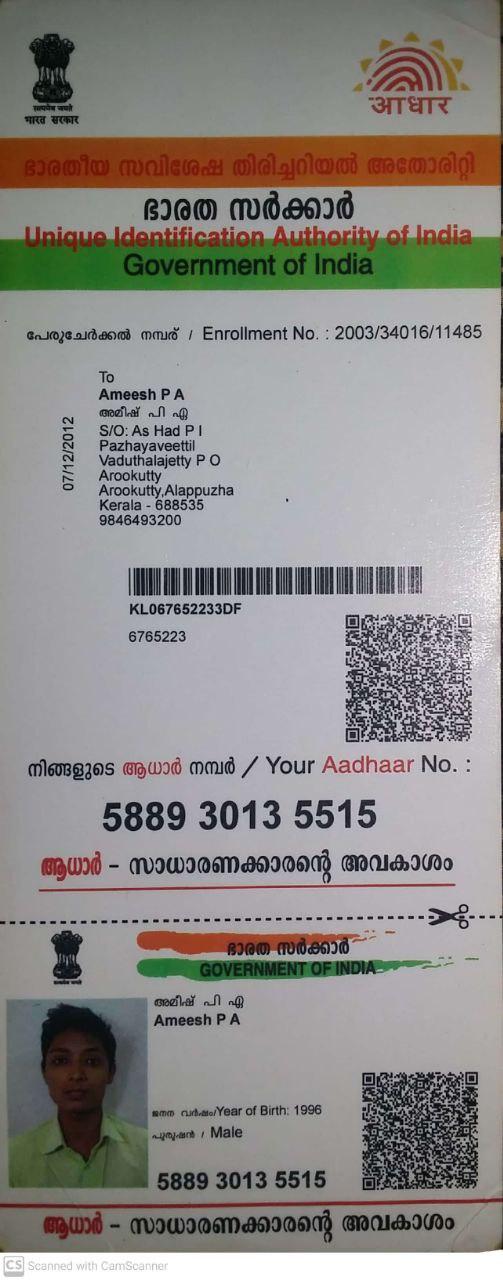 सत्यमेव जयते
भारत सरकार
आधार
ഭാരതീയ സവിശേഷ തിരിച്ചറിയൽ അതോറിറ്റി
ഭാരത സർക്കാർ
Unique Identification Authority of India
Government of India
പേരുചേർക്കൽ നമ്പര് / Enrollment No. : 2003/34016/11485
07/12/2012
To
Ameesh P A
അമീഷ് പി ഏ
S/O: As Had P I
Pazhayaveettil
Vaduthalajetty P O
Arookutty
Arookutty,Alappuzha
Kerala - 688535
9846493200
KL067652233DF
6765223
നിങ്ങളുടെ ആധാർ നമ്പർ / Your Aadhaar No. :
5889 3013 5515
ആധാർ - സാധാരണക്കാരന്റെ അവകാശം
ഭാരത സർക്കാർ
GOVERNMENT OF INDIA
അമീഷ് പി ഏ
Ameesh P A
ജനന വർഷം/Year of Birth: 1996
പുരുഷൻ / Male
5889 3013 5515
ആധാർ - സാധാരണക്കാരന്റെ അവകാശം
CS Scanned with CamScanner